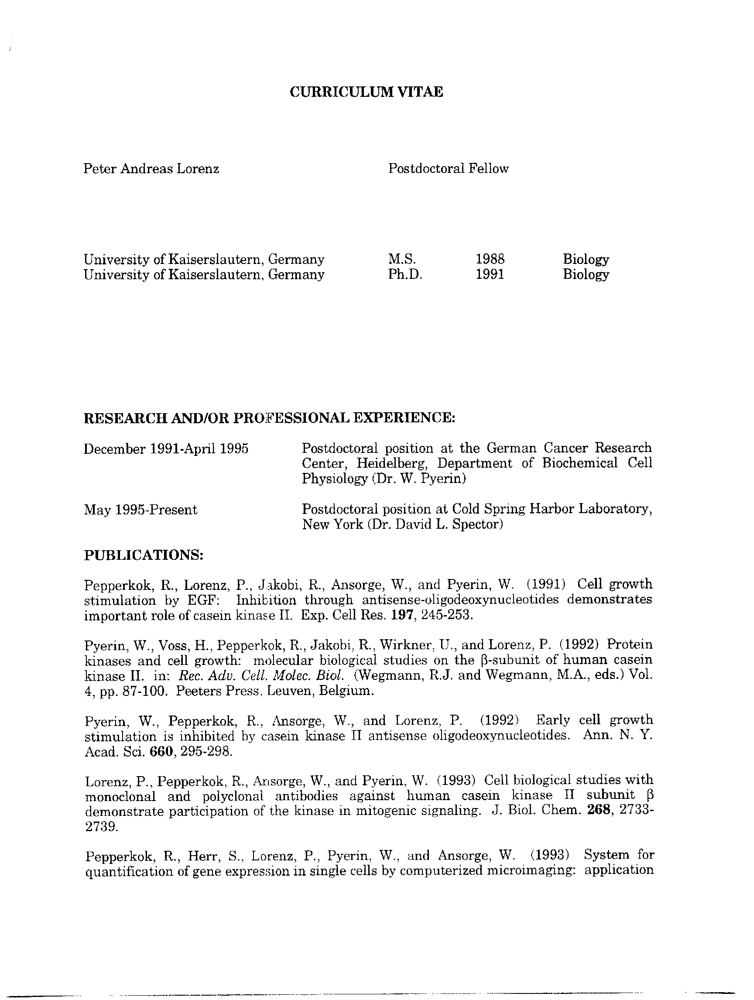 CURRICULUM VITAE
Peter Andreas Lorenz Postdoctoral Fellow
University of Kaiserslautern, Germany M.S. 1988 Biology
University of Kaiserslautern, Germany Ph.D. 1991 Biology
RESEARCH AND/OR PROFESSIONAL EXPERIENCE:
December 1991-April 1995 Postdoctoral position at the German Cancer Research
Center, Heidelberg, Department of Biochemical Cell
Physiology (Dr. W. Pyerin)
May 1995-Present Postdoctoral position at Cold Spring Harbor Laboratory,
New York (Dr. David L. Spector)
PUBLICATIONS:
Pepperkok, R., Lorenz, P., Jakobi, R., Ansorge, W., and Pyerin, W. (1991) Cell growth
stimulation by EGF: Inhibition through antisense-oligodeoxynucleotides demonstrates
important role of casein kinase II. Exp. Cell Res. 197, 245-253.
Pyerin, W., Voss, H., Pepperkok, R., Jakobi, R., Wirkner, U., and Lorenz, P. (1992) Protein
kinases and cell growth: molecular biological studies on the β-subunit of human casein
kinase II. in: Rec. Adv. Cell. Molec. Biol. (Wegmann, R.J. and Wegmann, M.A., eds.) Vol.
4, pp. 87-100. Peeters Press, Leuven, Belgium.
Pyerin, W., Pepperkok, R., Ansorge, W., and Lorenz, P. (1992) Early cell growth
stimulation is inhibited by casein kinase II antisense oligodeoxynucleotides. Ann. N. Y.
Acad. Sci. 660, 295-298.
Lorenz, P., Pepperkok, R., Ansorge, W., and Pyerin, W. (1993) Cell biological studies with
monoclonal and polyclonal antibodies against human casein kinase II subunit β
demonstrate participation of the kinase in mitogenic signaling. J. Biol. Chem. 268, 2733-
2739.
Pepperkok, R., Herr, S., Lorenz, P., Pyerin, W., and Ansorge, W. (1993) System for
quantification of gene expression in single cells by computerized microimaging: application